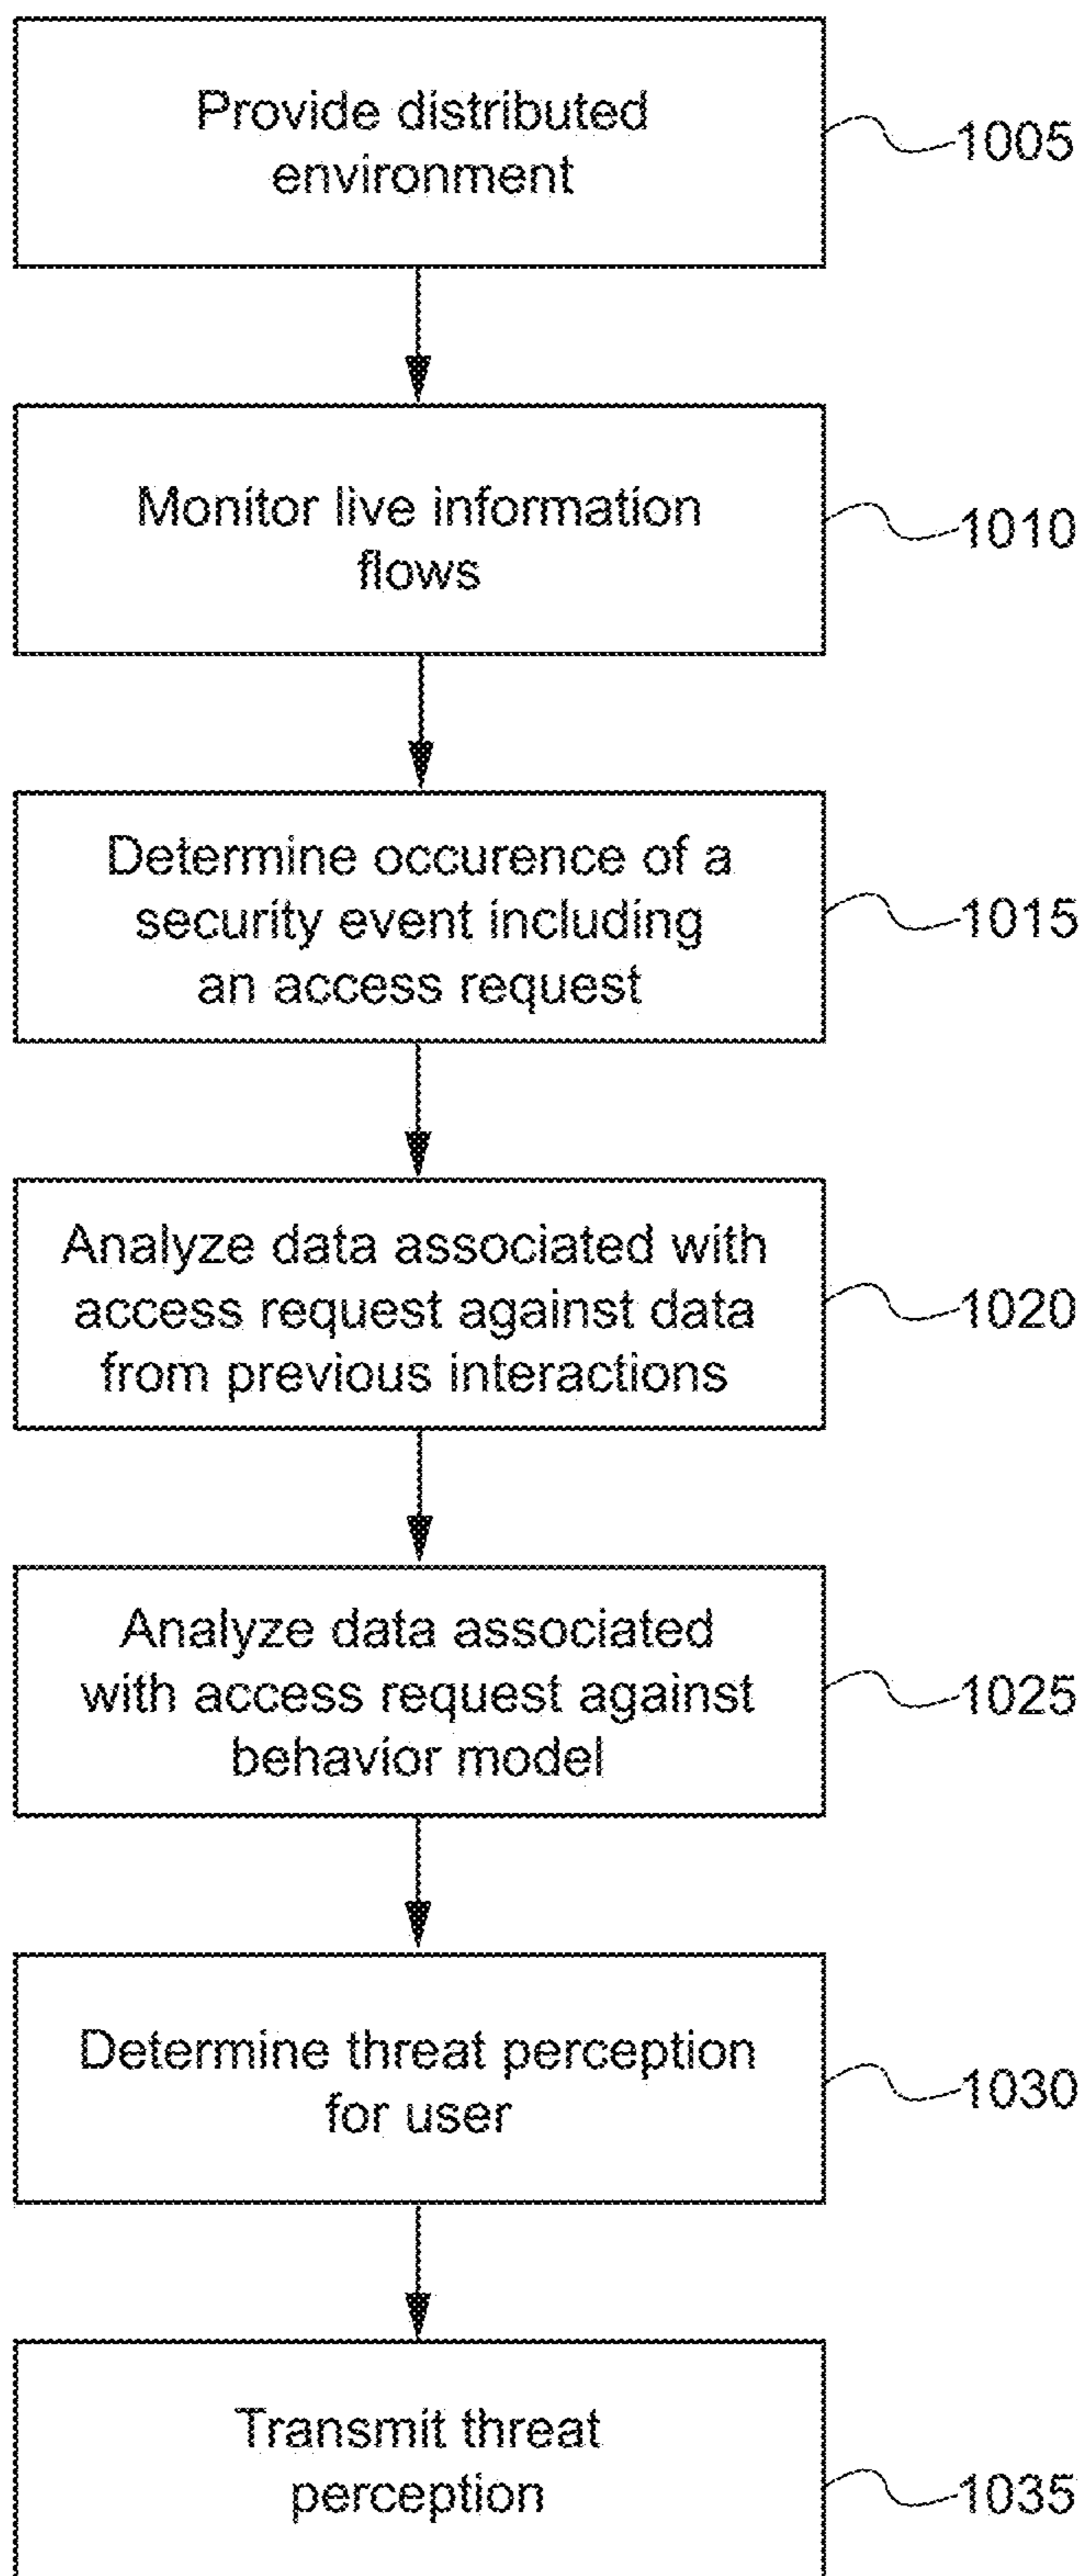 Provide distributed
environment
1005
Monitor live information
flows
1010
Determine occurence of a
security event including
an access request
1015
Analyze data associated with
access request against data
from previous interactions
1020
Analyze data associated
with access request against
behavior model
1025
Determine threat perception
for user
1030
Transmit threat
perception
1035